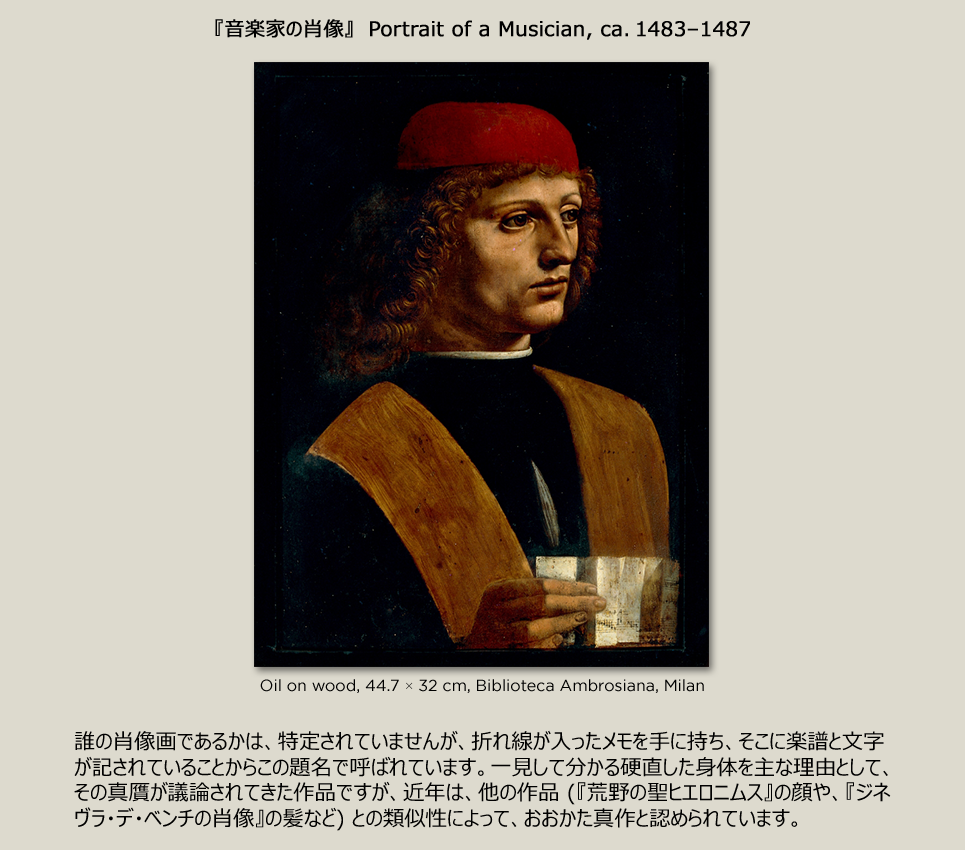 『音楽家の肖像』 Portrait of a Musician, ca. 1483–1487
Oil on wood, 44.7 × 32 cm, Biblioteca Ambrosiana, Milan
誰の肖像画であるかは、特定されていませんが、折れ線が入ったメモを手に持ち、そこに楽譜と文字
が記されていることからこの題名で呼ばれています。一見して分かる硬直した身体を主な理由として、
その真贋が議論されてきた作品ですが、近年は、他の作品 (『荒野の聖ヒエロニムス』の顔や、『ジネ
ヴラ・デ・ベンチの肖像』の髪など) との類似性によって、おおかた真作と認められています。